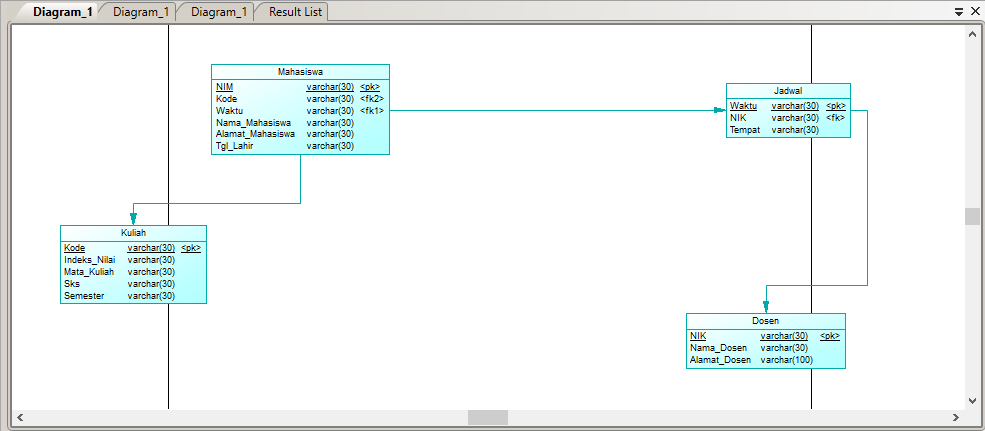 Diagram_1 Diagram_1 Diagram_1 Result List
Mahasiswa
NIM varchar(30) <pk>
Kode varchar(30) <fk2>
Waktu varchar(30) <fk1>
Nama_Mahasiswa varchar(30)
Alamat_Mahasiswa varchar(30)
Tgl_Lahir varchar(30)
Jadwal
Waktu varchar(30) <pk>
NIK varchar(30) <fk>
Tempat varchar(30)
Kuliah
Kode varchar(30) <pk>
Indeks_Nilai varchar(30)
Mata_Kuliah varchar(30)
Sks varchar(30)
Semester varchar(30)
Dosen
NIK varchar(30) <pk>
Nama_Dosen varchar(30)
Alamat_Dosen varchar(100)